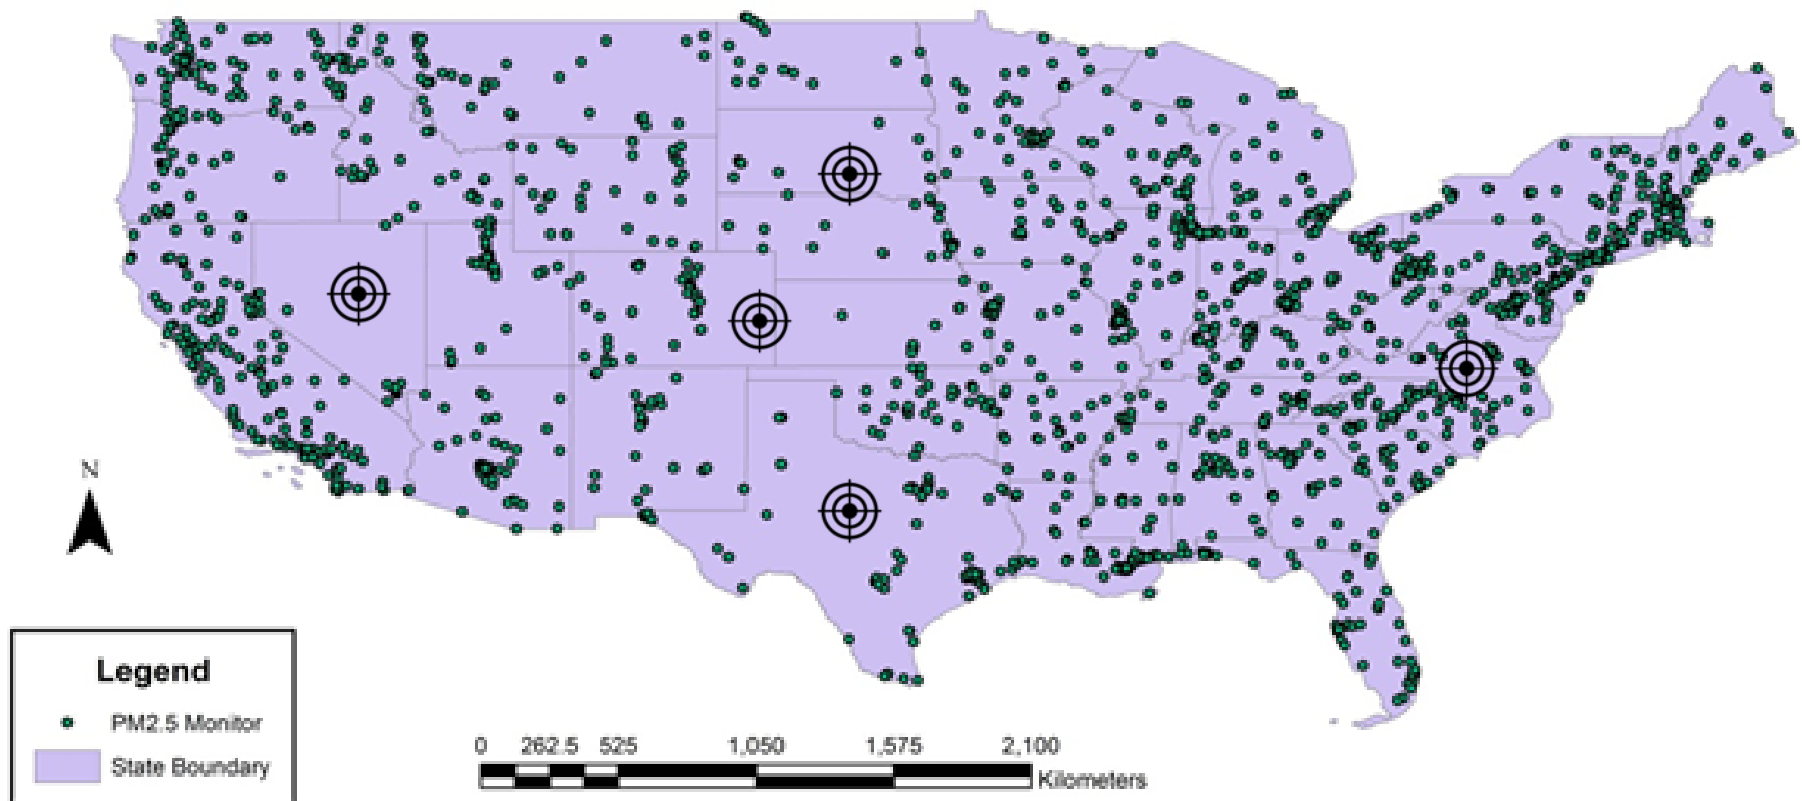 N
Legend
PM2.5 Monitor
State Boundary
0 262.5 525 1,050 1,575 2,100
Kilometers